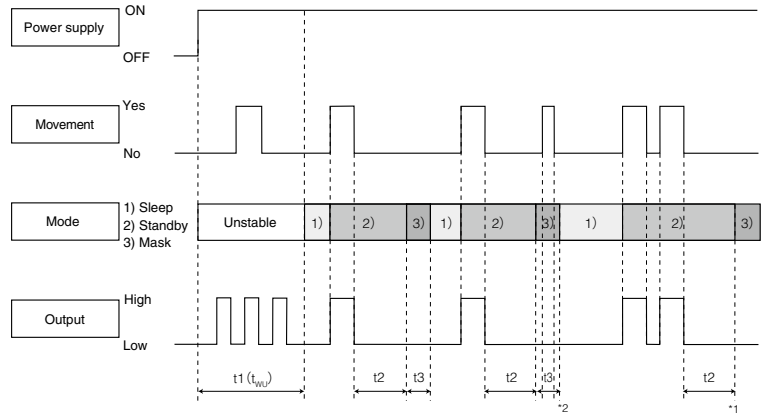 ON
Power supply
OFF
Yes
Movement
No
Mode
1) Sleep
2) Standby
3) Mask
Unstable 1) 2) 3) 1) 2) 3) 1) 2) 3)
High
Output
Low
t1 (tWU) t2 t3 t2 t3 t2
*2 *1